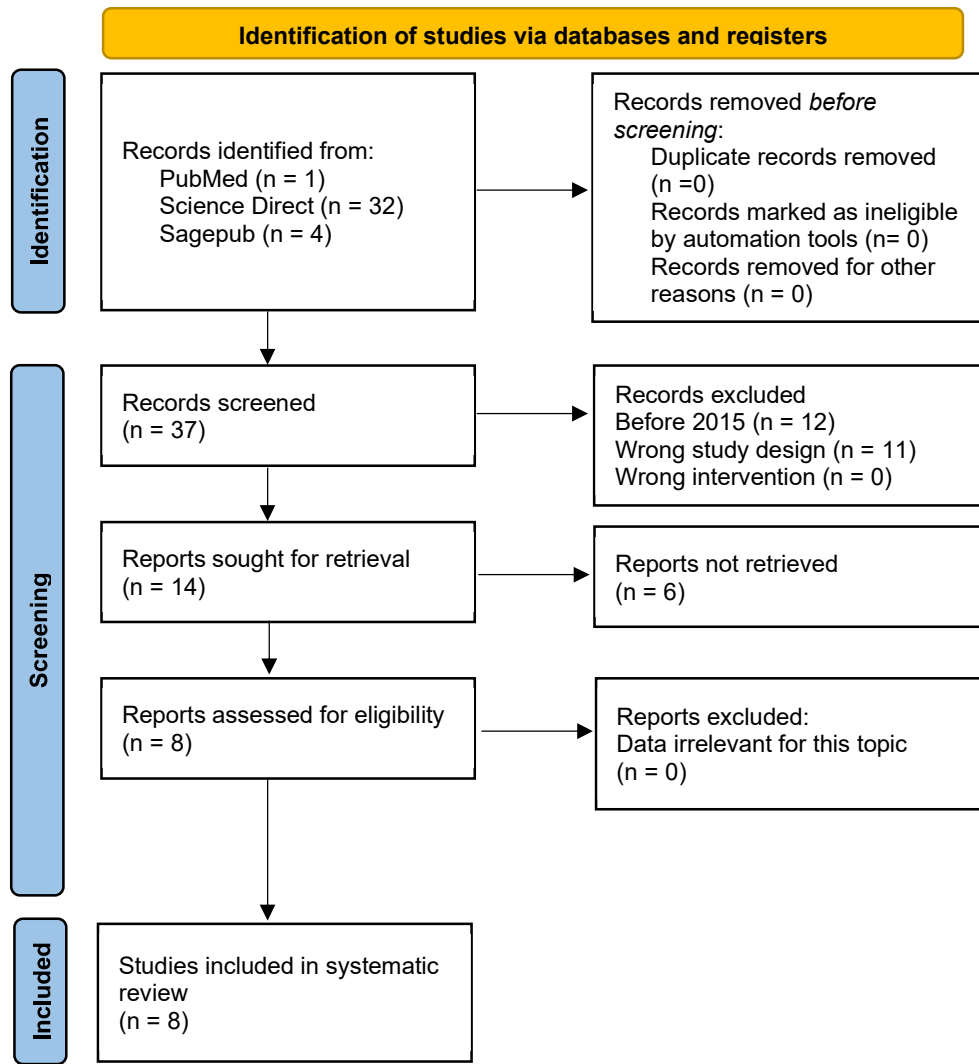 Identification of studies via databases and registers
Identification
Records identified from:
PubMed (n = 1)
Science Direct (n = 32)
Sagepub (n = 4)
Records removed before
screening:
Duplicate records removed
(n =0)
Records marked as ineligible
by automation tools (n= 0)
Records removed for other
reasons (n = 0)
Screening
Records screened
(n = 37)
Records excluded
Before 2015 (n = 12)
Wrong study design (n = 11)
Wrong intervention (n = 0)
Reports sought for retrieval
(n = 14)
Reports not retrieved
(n = 6)
Reports assessed for eligibility
(n = 8)
Reports excluded:
Data irrelevant for this topic
(n = 0)
Included
Studies included in systematic
review
(n = 8)